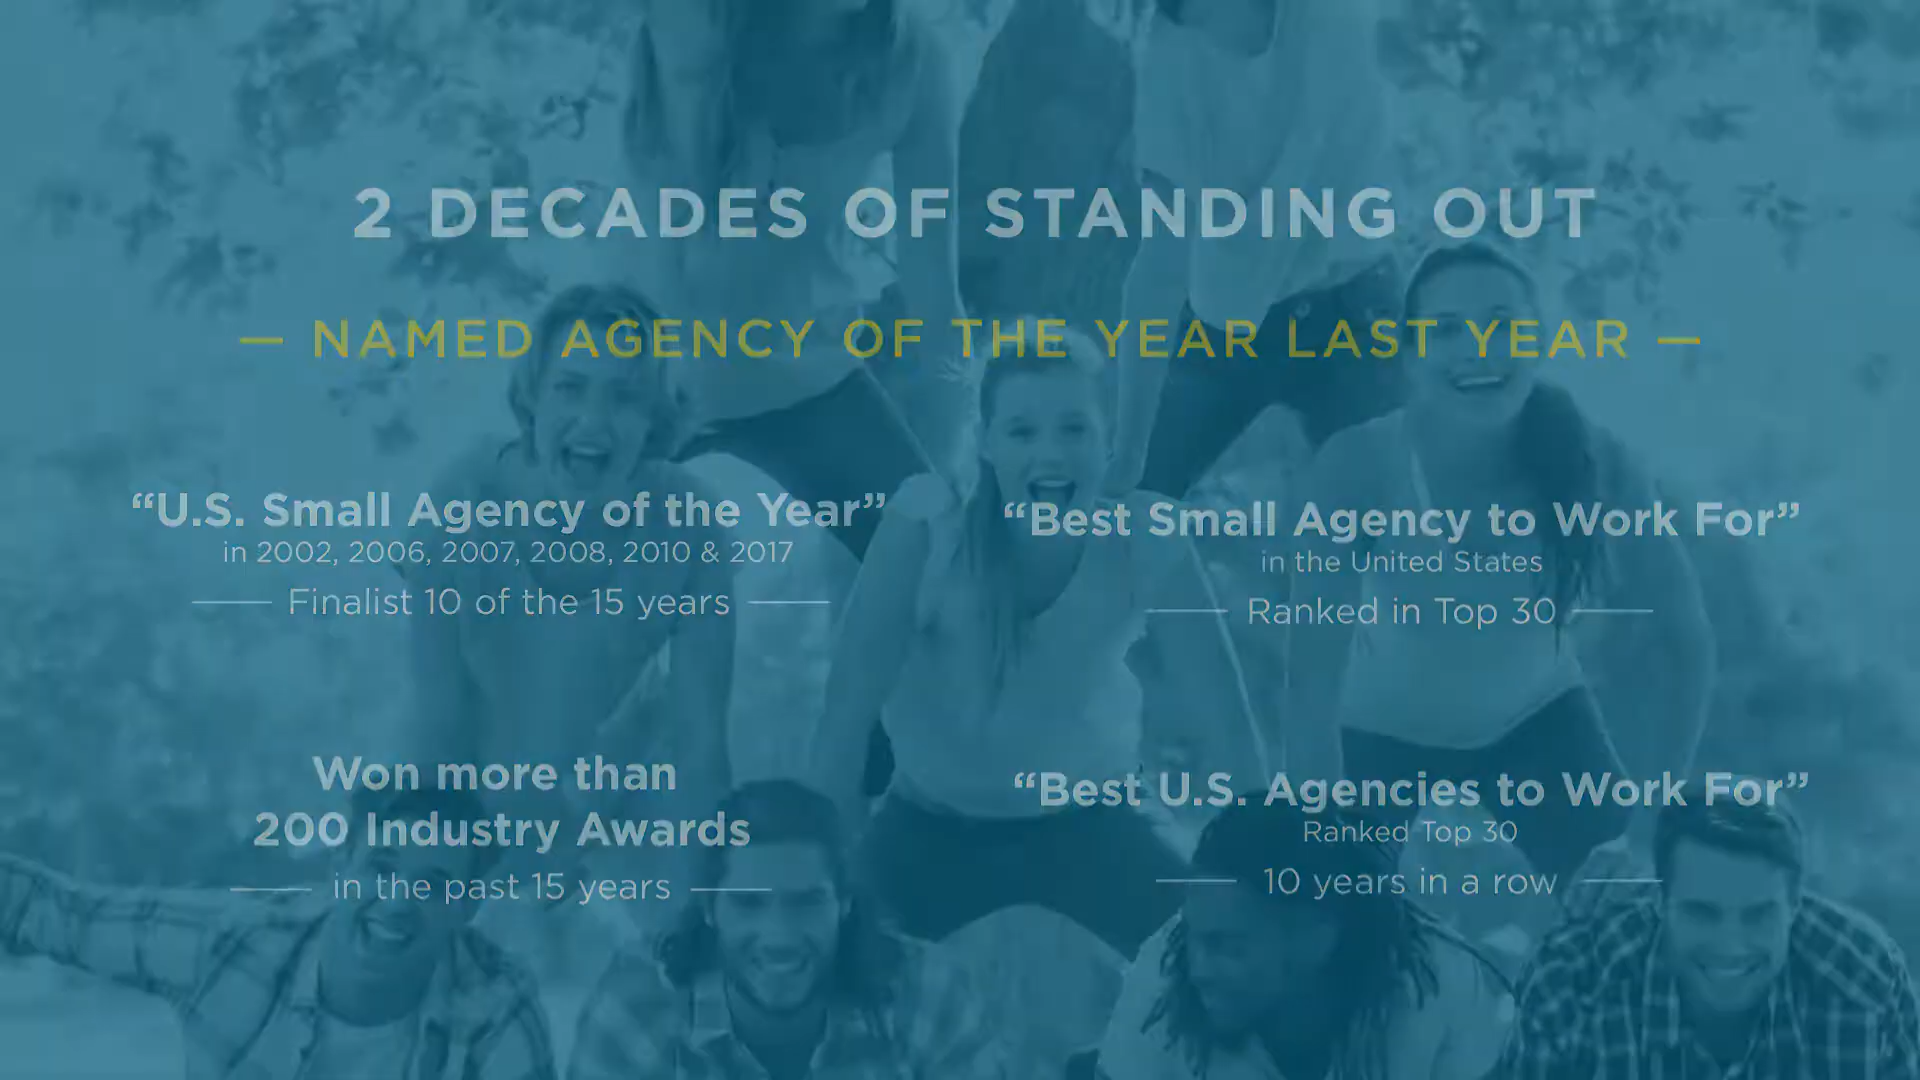 2 DECADES OF STANDING OUT
— NAMED AGENCY OF THE YEAR LAST YEAR —
“U.S. Small Agency of the Year”
in 2002, 2006, 2007, 2008, 2010 & 2017
Finalist 10 of the 15 years
“Best Small Agency to Work For”
in the United States
Ranked in Top 30
Won more than
200 Industry Awards
in the past 15 years
“Best U.S. Agencies to Work For”
Ranked Top 30
10 years in a row